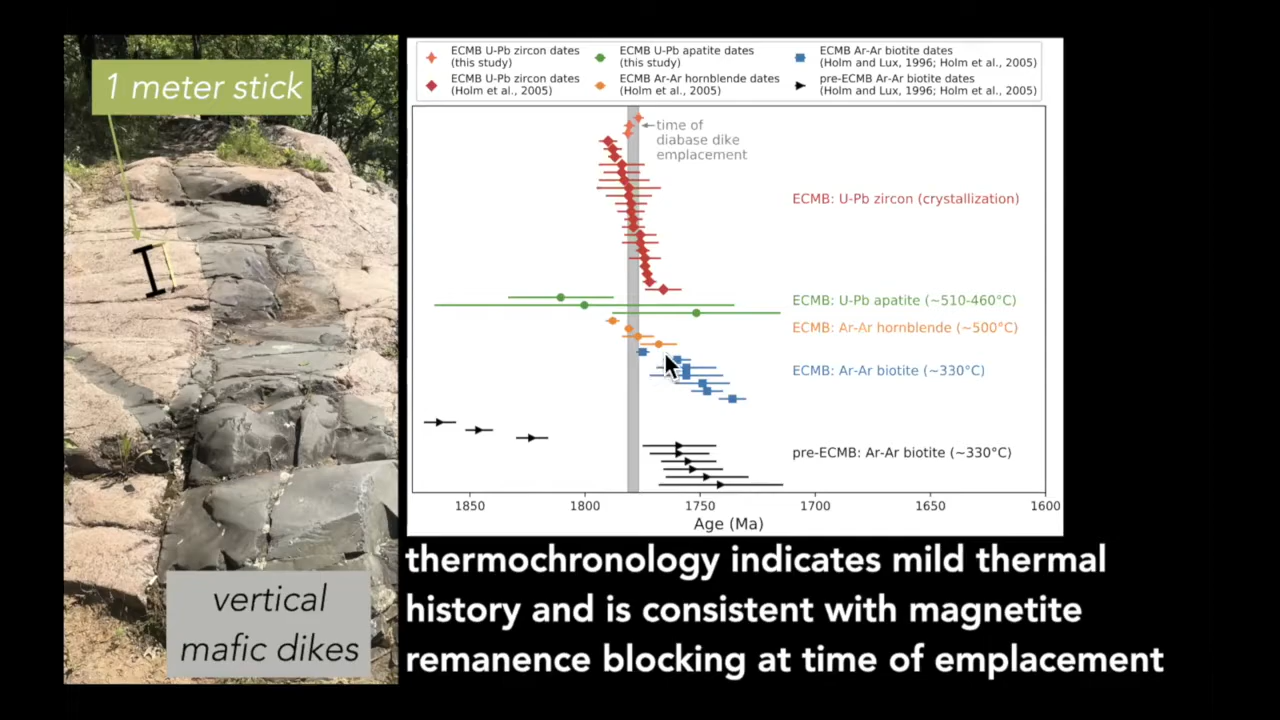 1 meter stick
vertical
mafic dikes
ECMB U-Pb zircon dates
(this study)
ECMB U-Pb zircon dates
(Holm et al., 2005)
ECMB U-Pb apatite dates
(this study)
ECMB Ar-Ar hornblende dates
(Holm et al., 2005)
ECMB Ar-Ar biotite dates
(Holm and Lux, 1996; Holm et al., 2005)
pre-ECMB Ar-Ar biotite dates
(Holm and Lux, 1996; Holm et al., 2005)
time of
diabase dike
emplacement
ECMB: U-Pb zircon (crystallization)
ECMB: U-Pb apatite (~510-460°C)
ECMB: Ar-Ar hornblende (~500°C)
ECMB: Ar-Ar biotite (~330°C)
pre-ECMB: Ar-Ar biotite (~330°C)
1850 1800 1750 1700 1650 1600
Age (Ma)
thermochronology indicates mild thermal
history and is consistent with magnetite
remanence blocking at time of emplacement